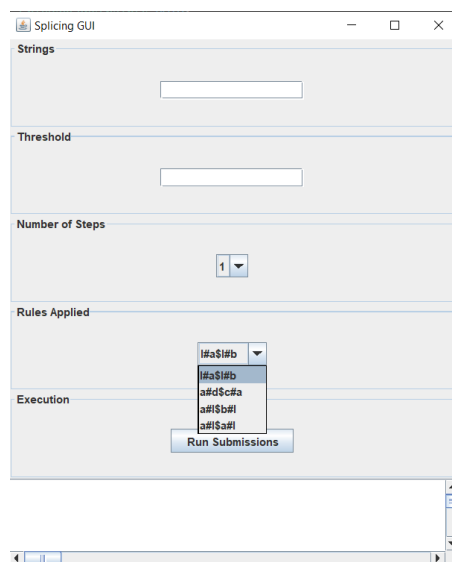 Splicing GUI
Strings
Threshold
Number of Steps
1
Rules Applied
l#a$l#b
l#a$l#b
a#d$c#a
a#l$b#l
a#l$a#l
Execution
Run Submissions